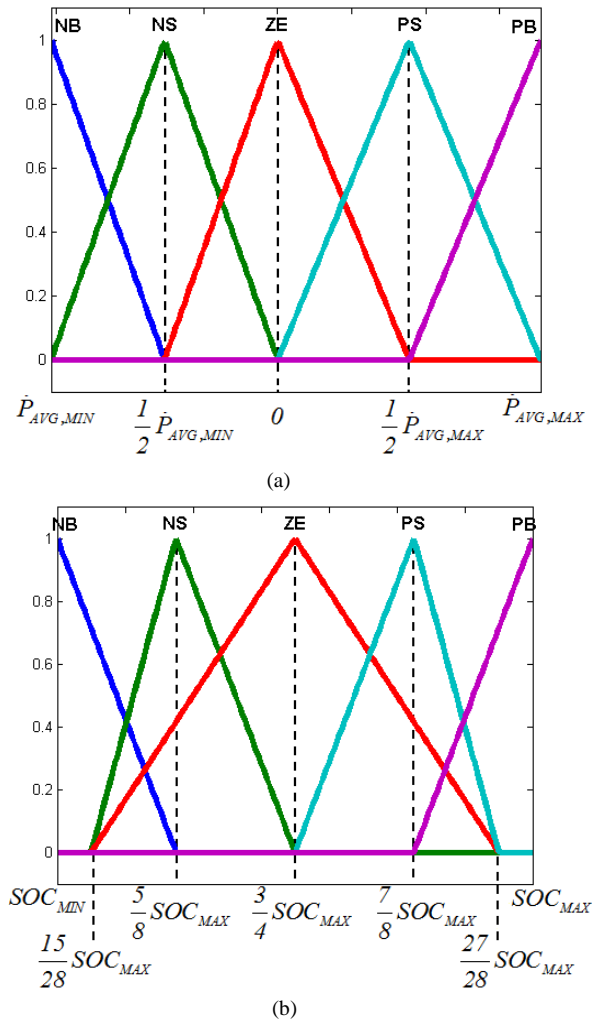 NB NS ZE PS PB
1
0.8
0.6
0.4
0.2
0
Ṗ_AVG,MIN 1/2 Ṗ_AVG,MIN 0 1/2 Ṗ_AVG,MAX Ṗ_AVG,MAX
(a)
NB NS ZE PS PB
1
0.8
0.6
0.4
0.2
0
SOC_MIN 5/8 SOC_MAX 3/4 SOC_MAX 7/8 SOC_MAX SOC_MAX
15/28 SOC_MAX 27/28 SOC_MAX
(b)